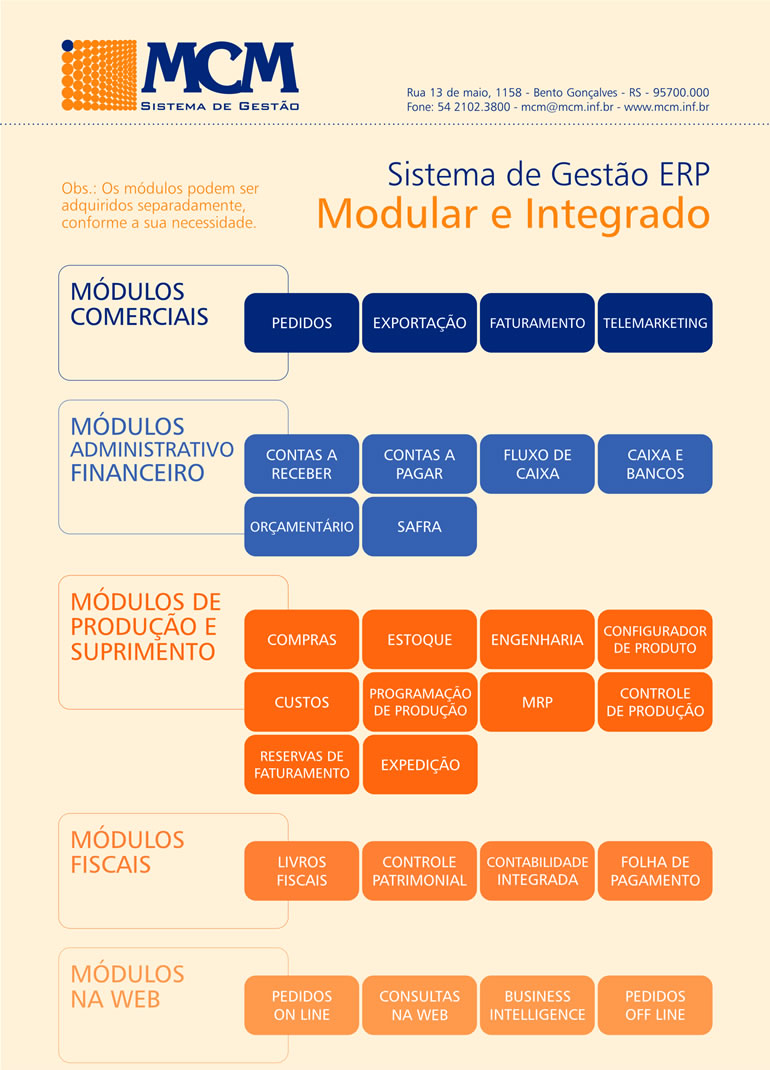 MCM
SISTEMA DE GESTÃO
Rua 13 de maio, 1158 - Bento Gonçalves - RS - 95700.000
Fone: 54 2102.3800 - mcm@mcm.inf.br - www.mcm.inf.br
Obs.: Os módulos podem ser
adquiridos separadamente,
conforme a sua necessidade.
Sistema de Gestão ERP
Modular e Integrado
MÓDULOS
COMERCIAIS
PEDIDOS
EXPORTAÇÃO
FATURAMENTO
TELEMARKETING
MÓDULOS
ADMINISTRATIVO
FINANCEIRO
CONTAS A
RECEBER
CONTAS A
PAGAR
FLUXO DE
CAIXA
CAIXA E
BANCOS
ORÇAMENTÁRIO
SAFRA
MÓDULOS DE
PRODUÇÃO E
SUPRIMENTO
COMPRAS
ESTOQUE
ENGENHARIA
CONFIGURADOR
DE PRODUTO
CUSTOS
PROGRAMAÇÃO
DE PRODUÇÃO
MRP
CONTROLE
DE PRODUÇÃO
RESERVAS DE
FATURAMENTO
EXPEDIÇÃO
MÓDULOS
FISCAIS
LIVROS
FISCAIS
CONTROLE
PATRIMONIAL
CONTABILIDADE
INTEGRADA
FOLHA DE
PAGAMENTO
MÓDULOS
NA WEB
PEDIDOS
ON LINE
CONSULTAS
NA WEB
BUSINESS
INTELLIGENCE
PEDIDOS
OFF LINE